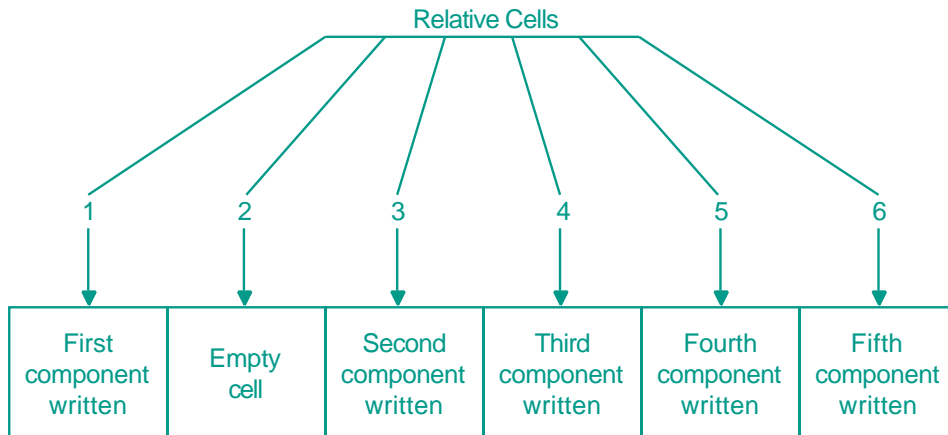 Relative Cells
1 2 3 4 5 6
First
component
written
Empty
cell
Second
component
written
Third
component
written
Fourth
component
written
Fifth
component
written